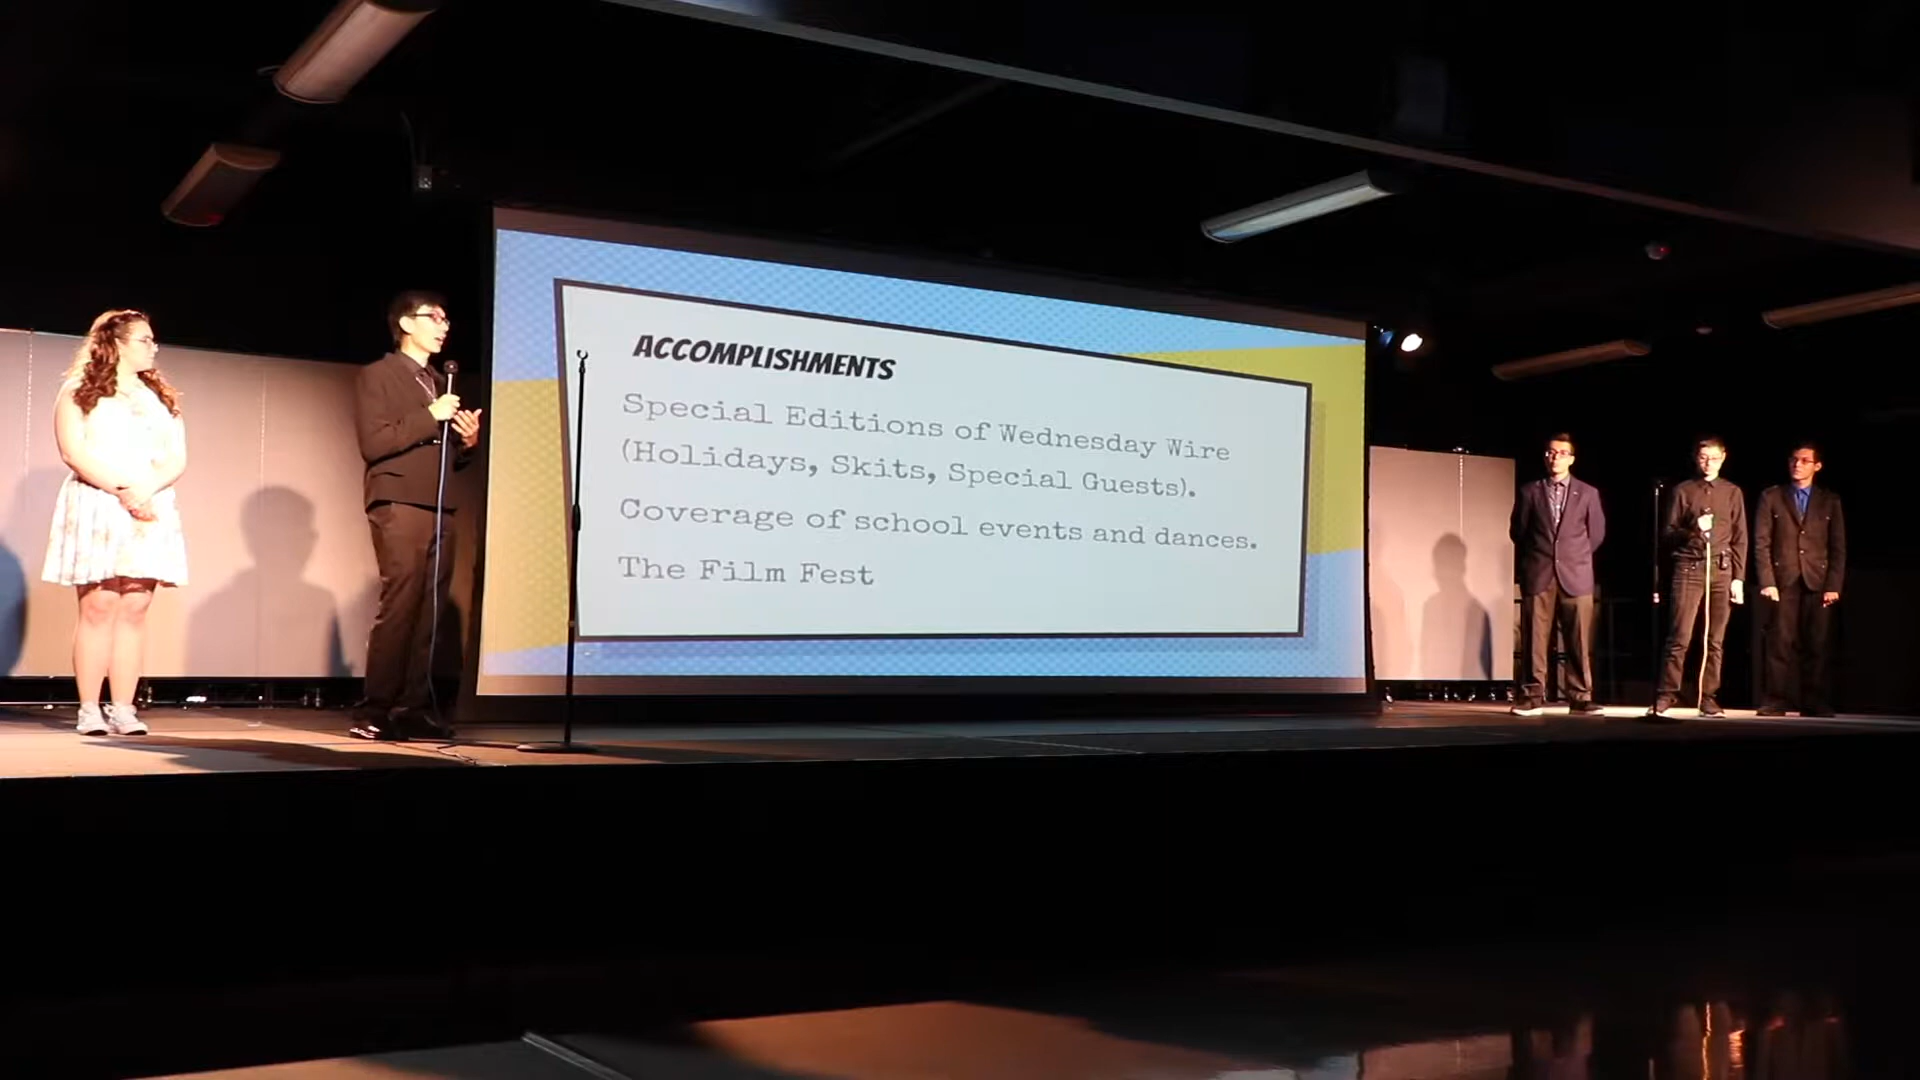 ACCOMPLISHMENTS
Special Editions of Wednesday Wire
(Holidays, Skits, Special Guests).
Coverage of school events and dances.
The Film Fest